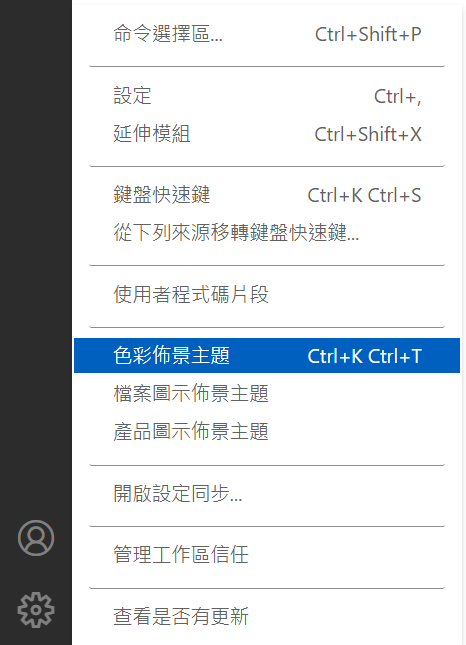 命令選擇區... Ctrl+Shift+P
設定 Ctrl+,
延伸模組 Ctrl+Shift+X
鍵盤快速鍵 Ctrl+K Ctrl+S
從下列來源移轉鍵盤快速鍵...
使用者程式碼片段
色彩佈景主題 Ctrl+K Ctrl+T
檔案圖示佈景主題
產品圖示佈景主題
開啟設定同步...
管理工作區信任
查看是否有更新